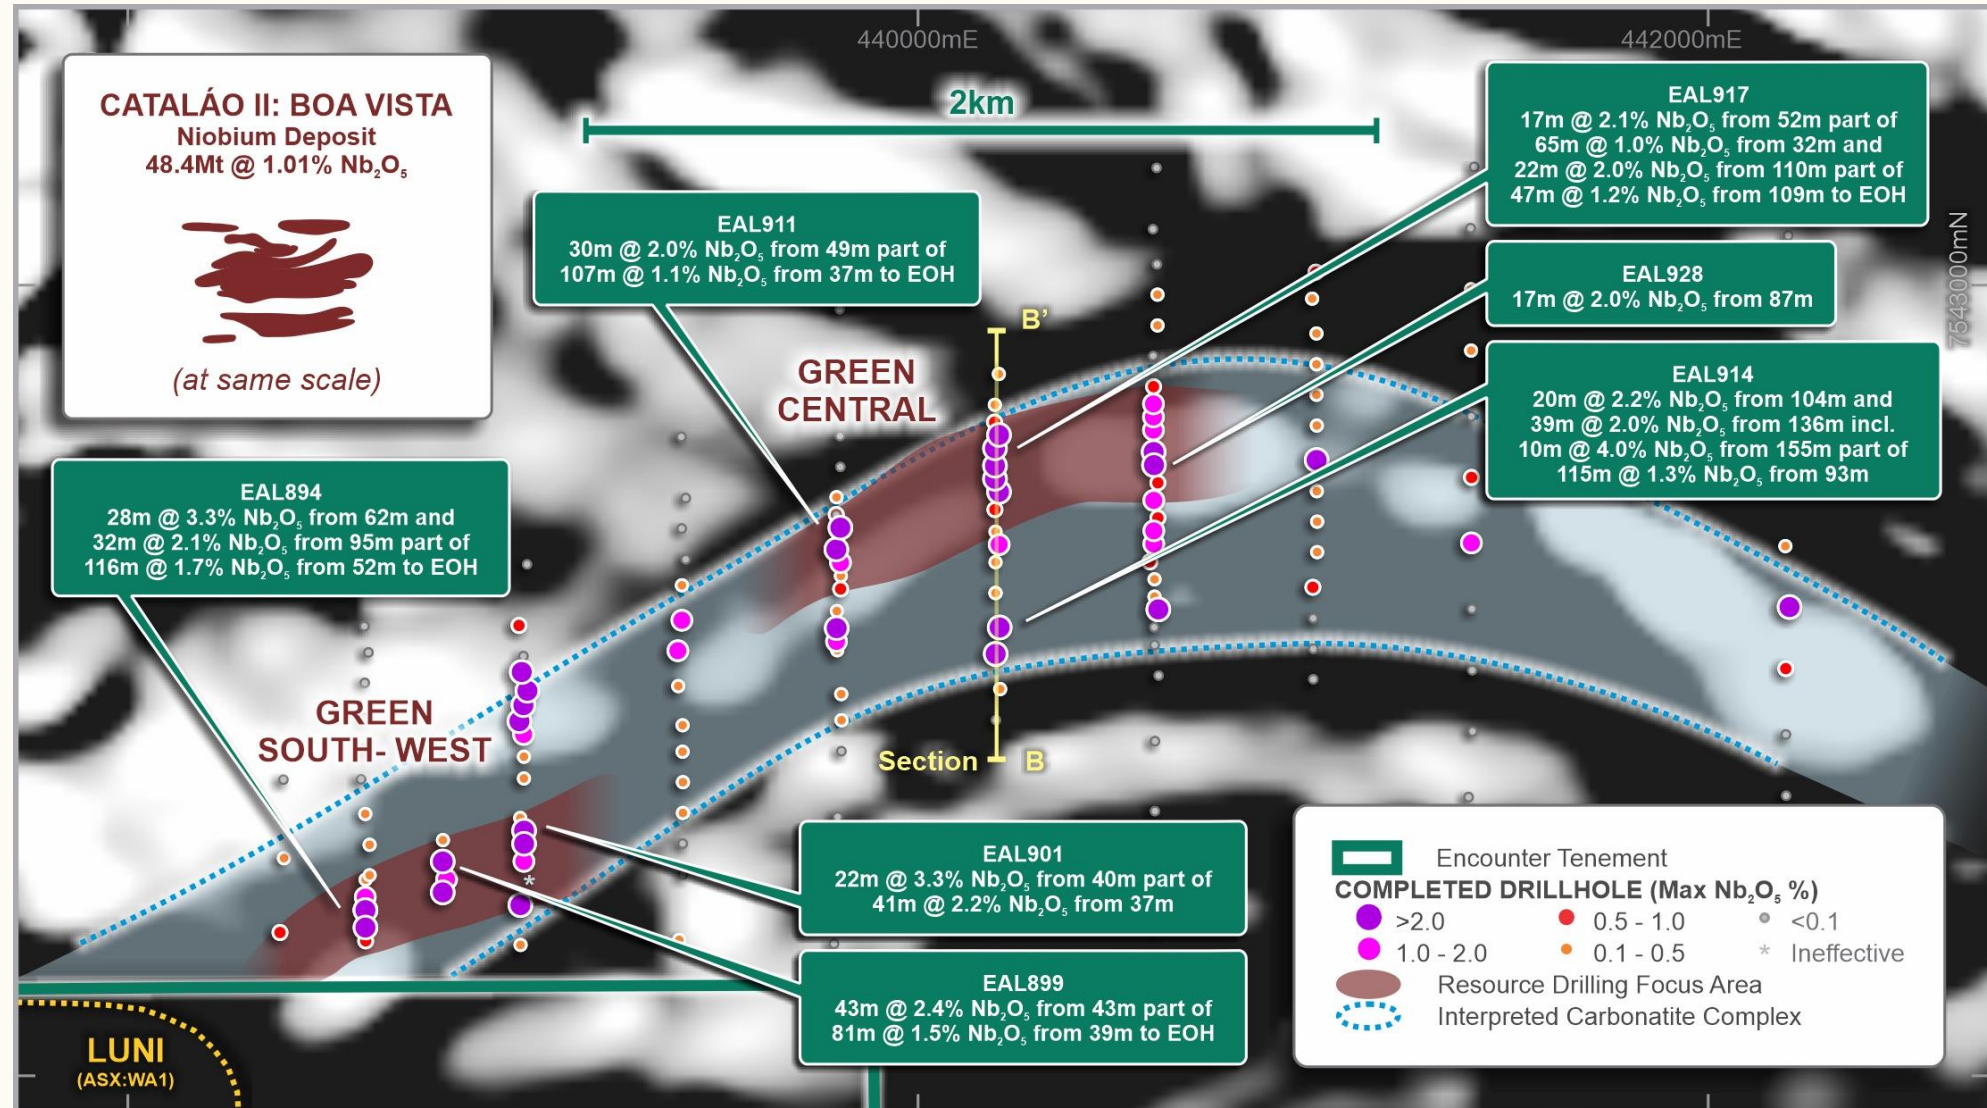 440000mE
442000mE
7543000mN
CATALÁO II: BOA VISTA
Niobium Deposit
48.4Mt @ 1.01% Nb₂O₅
(at same scale)
2km
EAL917
17m @ 2.1% Nb₂O₅ from 52m part of
65m @ 1.0% Nb₂O₅ from 32m and
22m @ 2.0% Nb₂O₅ from 110m part of
47m @ 1.2% Nb₂O₅ from 109m to EOH
EAL911
30m @ 2.0% Nb₂O₅ from 49m part of
107m @ 1.1% Nb₂O₅ from 37m to EOH
EAL928
17m @ 2.0% Nb₂O₅ from 87m
B’
GREEN
CENTRAL
EAL914
20m @ 2.2% Nb₂O₅ from 104m and
39m @ 2.0% Nb₂O₅ from 136m incl.
10m @ 4.0% Nb₂O₅ from 155m part of
115m @ 1.3% Nb₂O₅ from 93m
EAL894
28m @ 3.3% Nb₂O₅ from 62m and
32m @ 2.1% Nb₂O₅ from 95m part of
116m @ 1.7% Nb₂O₅ from 52m to EOH
GREEN
SOUTH- WEST
Section B
EAL901
22m @ 3.3% Nb₂O₅ from 40m part of
41m @ 2.2% Nb₂O₅ from 37m
EAL899
43m @ 2.4% Nb₂O₅ from 43m part of
81m @ 1.5% Nb₂O₅ from 39m to EOH
Encounter Tenement
COMPLETED DRILLHOLE (Max Nb₂O₅ %)
>2.0 0.5 - 1.0 <0.1
1.0 - 2.0 0.1 - 0.5 * Ineffective
Resource Drilling Focus Area
Interpreted Carbonatite Complex
LUNI
(ASX:WA1)